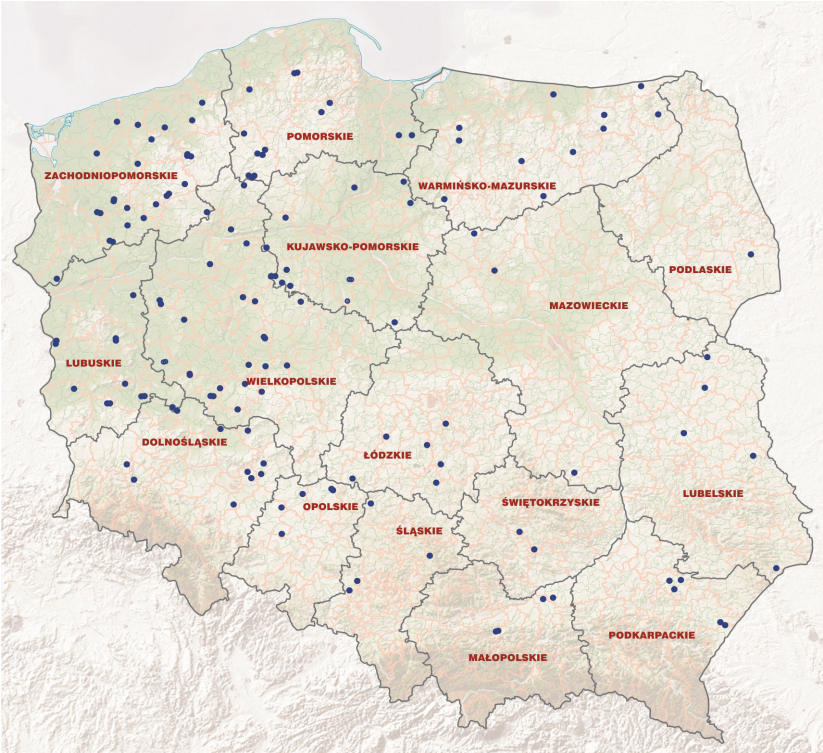 POMORSKIE
ZACHODNIOPOMORSKIE
WARMIŃSKO-MAZURSKIE
KUJAWSKO-POMORSKIE
PODLASKIE
MAZOWIECKIE
LUBUSKIE
WIELKOPOLSKIE
DOLNOŚLĄSKIE
ŁÓDZKIE
LUBELSKIE
OPOLSKIE
ŚWIĘTOKRZYSKIE
ŚLĄSKIE
PODKARPACKIE
MAŁOPOLSKIE